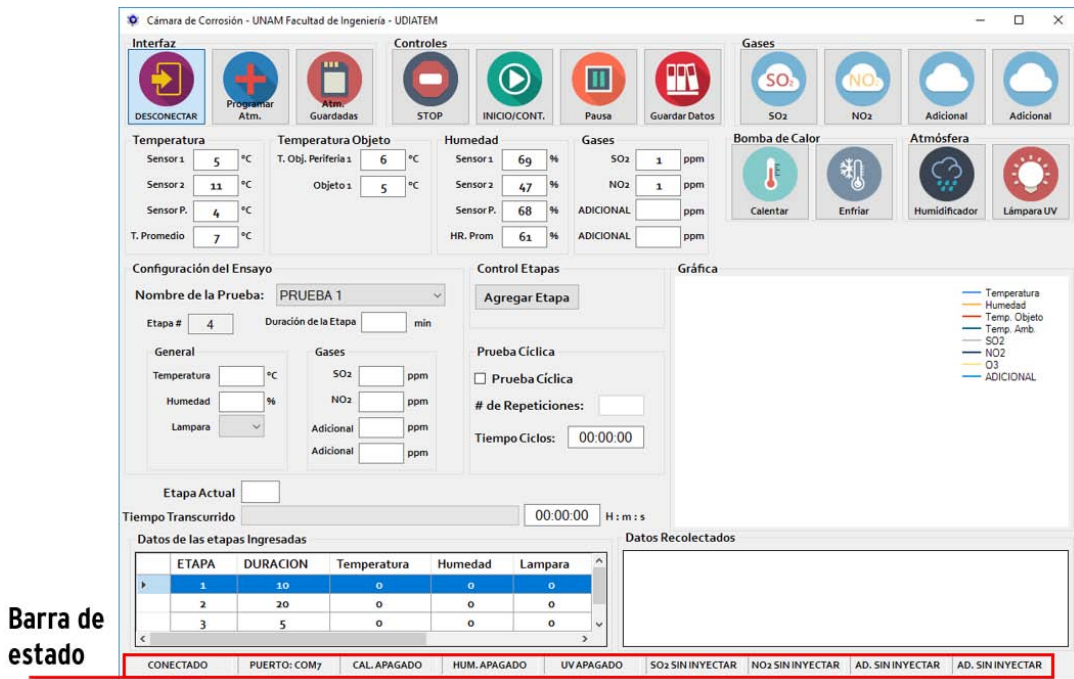 Cámara de Corrosión - UNAM Facultad de Ingeniería - UDIATEM
Interfaz
Controles
Gases
DESCONECTAR
Programar Atm.
Atm. Guardadas
STOP
INICIO/CONT.
Pausa
Guardar Datos
SO2
SO2
NO2
NO2
Adicional
Adicional
Temperatura
Sensor 1 5 °C
Sensor 2 11 °C
Sensor P. 4 °C
T. Promedio 7 °C
Temperatura Objeto
T. Obj. Periferia 1 6 °C
Objeto 1 5 °C
Humedad
Sensor 1 69 %
Sensor 2 47 %
Sensor P. 68 %
HR. Prom 61 %
Gases
SO2 1 ppm
NO2 1 ppm
ADICIONAL ppm
ADICIONAL ppm
Bomba de Calor
Calentar
Enfriar
Atmósfera
Humidificador
Lámpara UV
Configuración del Ensayo
Nombre de la Prueba: PRUEBA 1
Etapa # 4 Duración de la Etapa min
General
Temperatura °C
Humedad %
Lampara
Gases
SO2 ppm
NO2 ppm
Adicional ppm
Adicional ppm
Control Etapas
Agregar Etapa
Prueba Cíclica
Prueba Cíclica
# de Repeticiones:
Tiempo Ciclos: 00:00:00
Gráfica
Temperatura
Humedad
Temp. Objeto
Temp. Amb.
SO2
NO2
O3
ADICIONAL
Etapa Actual
Tiempo Transcurrido 00:00:00 H : m : s
Datos de las etapas Ingresadas
ETAPA DURACION Temperatura Humedad Lampara
1 10 0 0 0
2 20 0 0 0
3 5 0 0 0
Datos Recolectados
Barra de
estado
CONECTADO PUERTO: COM7 CAL. APAGADO HUM. APAGADO UV APAGADO SO2 SIN INYECTAR NO2 SIN INYECTAR AD. SIN INYECTAR AD. SIN INYECTAR